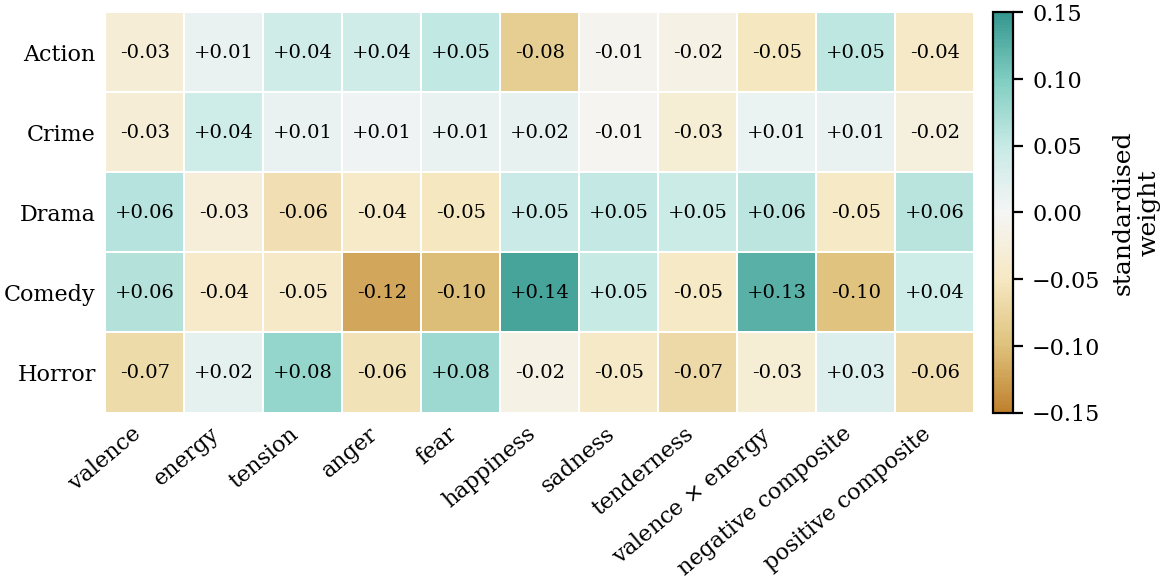 Action -0.03 +0.01 +0.04 +0.04 +0.05 -0.08 -0.01 -0.02 -0.05 +0.05 -0.04
Crime -0.03 +0.04 +0.01 +0.01 +0.01 +0.02 -0.01 -0.03 +0.01 +0.01 -0.02
Drama +0.06 -0.03 -0.06 -0.04 -0.05 +0.05 +0.05 +0.05 +0.06 -0.05 +0.06
Comedy +0.06 -0.04 -0.05 -0.12 -0.10 +0.14 +0.05 -0.05 +0.13 -0.10 +0.04
Horror -0.07 +0.02 +0.08 -0.06 +0.08 -0.02 -0.05 -0.07 -0.03 +0.03 -0.06
valence
energy
tension
anger
fear
happiness
sadness
tenderness
valence × energy
negative composite
positive composite
0.15
0.10
0.05
0.00
−0.05
−0.10
−0.15
standardised
weight